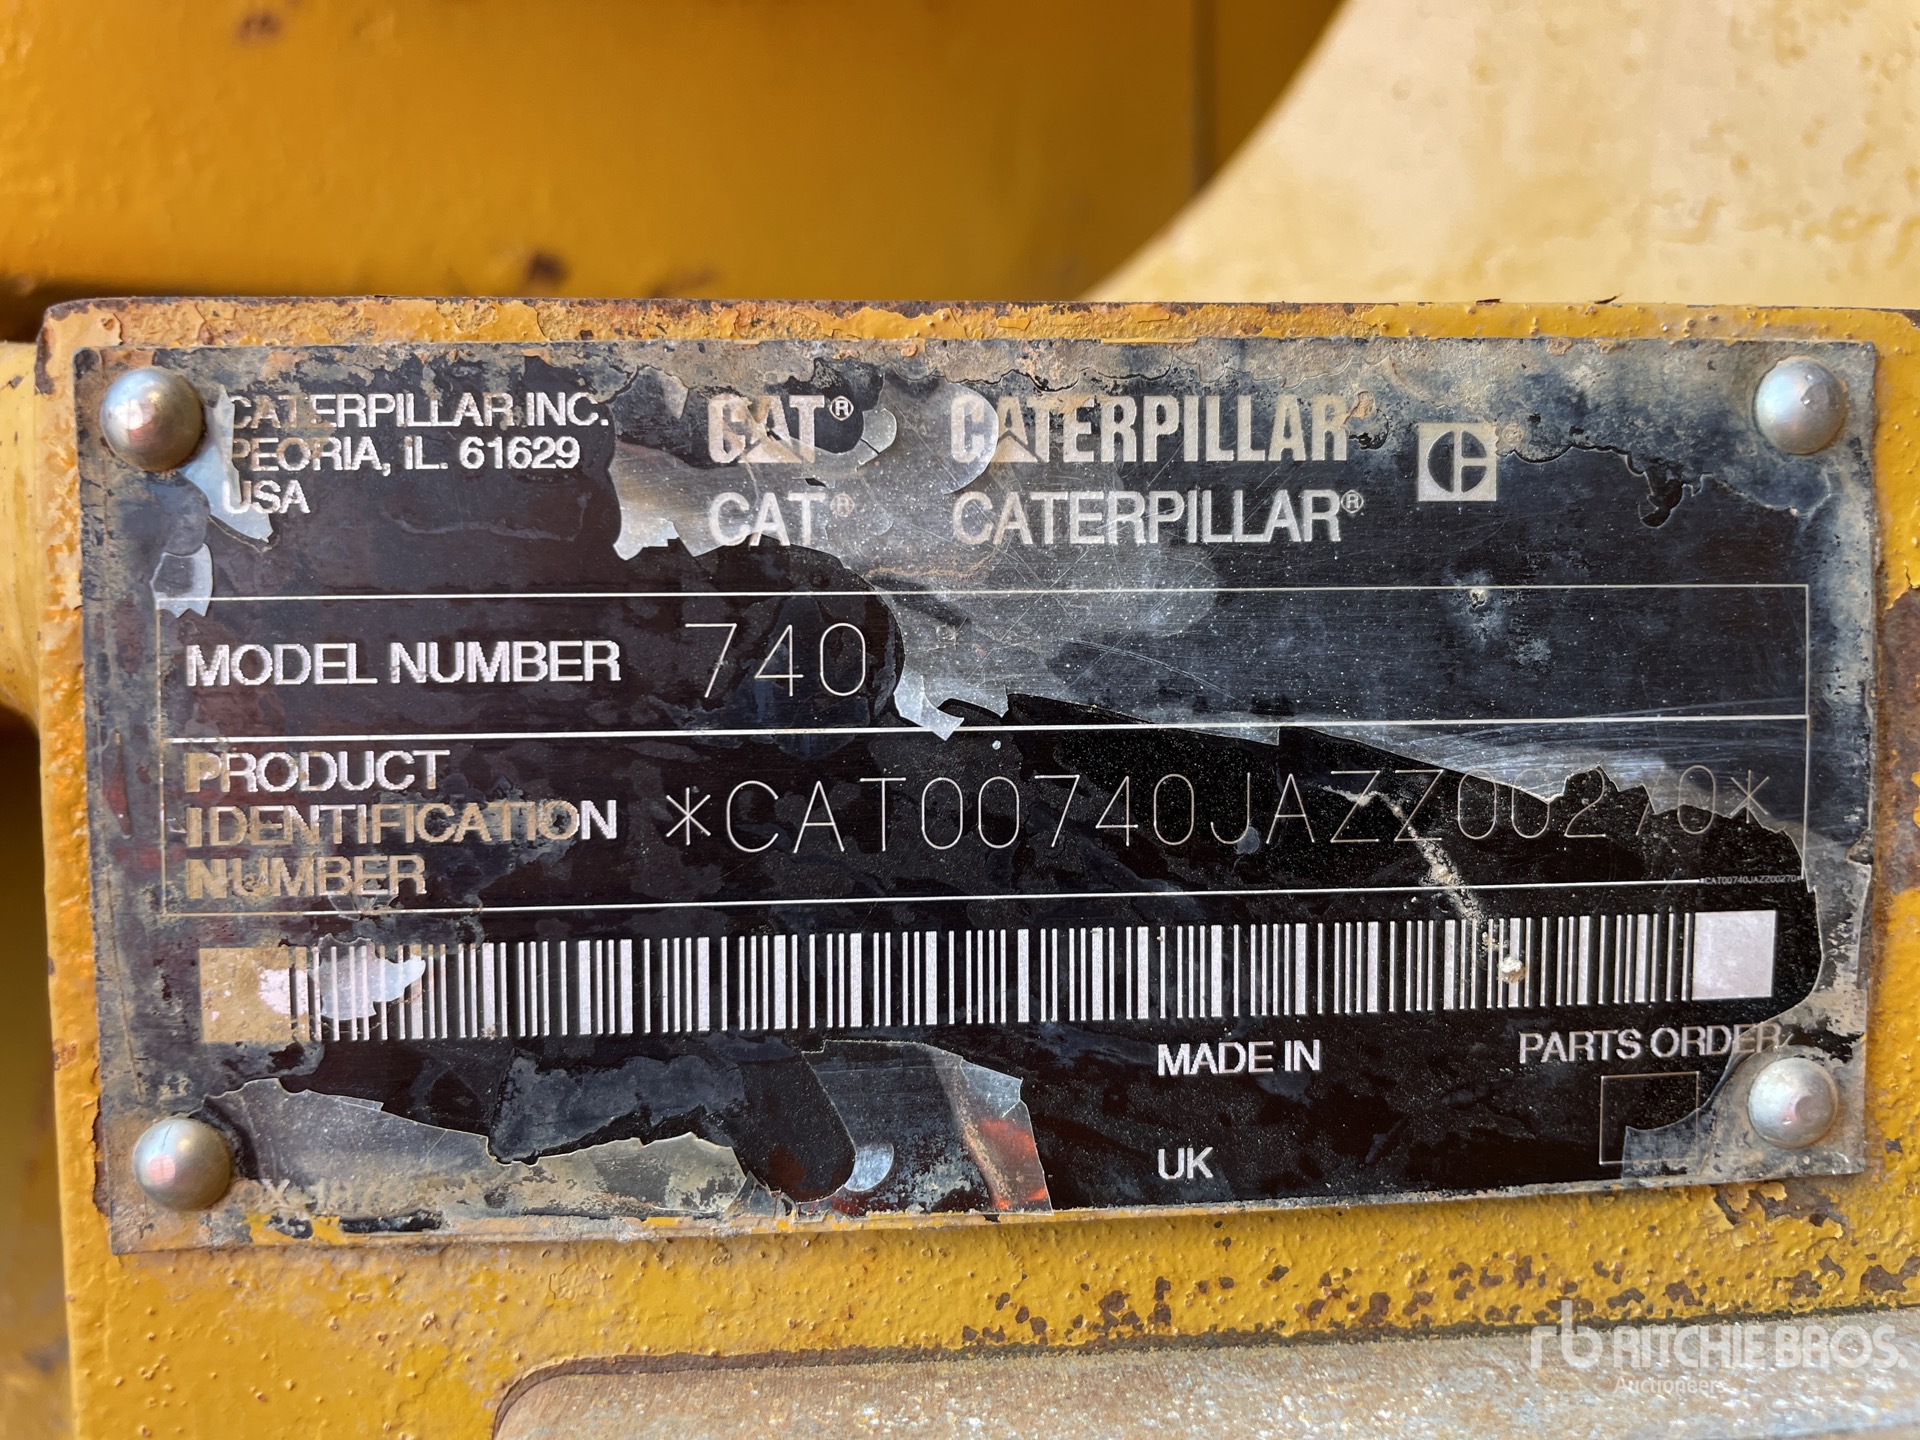 CATERPILLAR INC.
PEORIA, IL. 61629
USA
CAT® CATERPILLAR®
CAT® CATERPILLAR®
MODEL NUMBER 740
PRODUCT
IDENTIFICATION
NUMBER
*CAT00740JAZZ00270*
*CAT00740JAZZ00270*
MADE IN
UK
PARTS ORDER
rb RITCHIE BROS.
Auctioneers